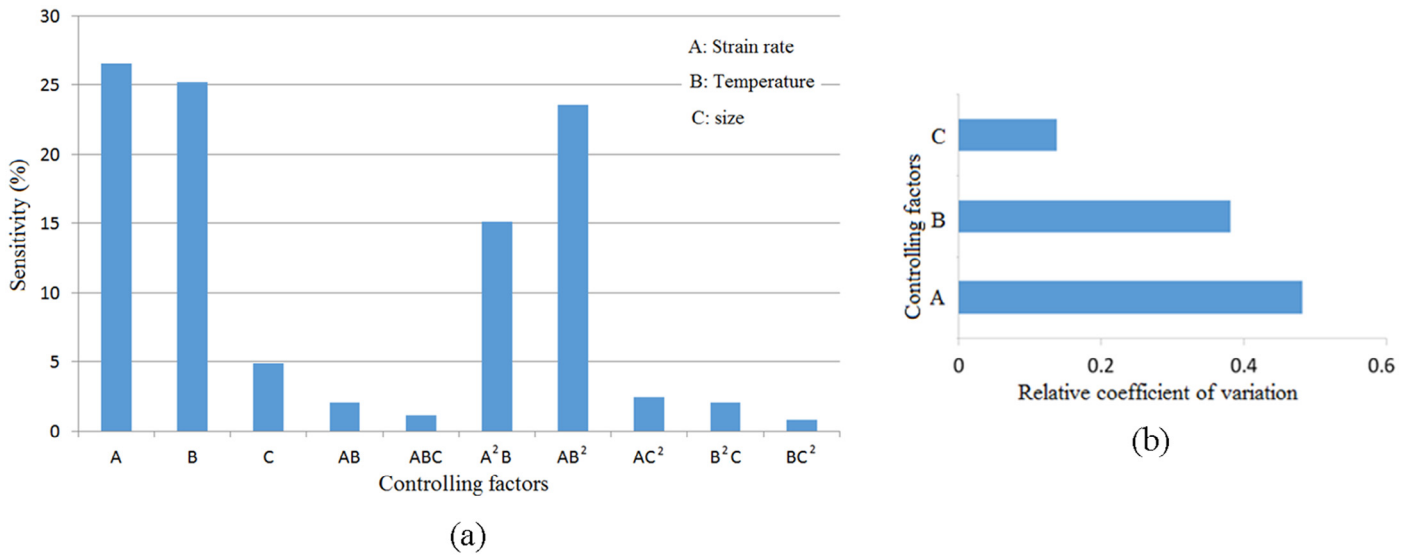 30
25
20
15
10
5
0
Sensitivity (%)
A: Strain rate
B: Temperature
C: size
A B C AB ABC A²B AB² AC² B²C BC²
Controlling factors
(a)
Controlling factors
C
B
A
0 0.2 0.4 0.6
Relative coefficient of variation
(b)